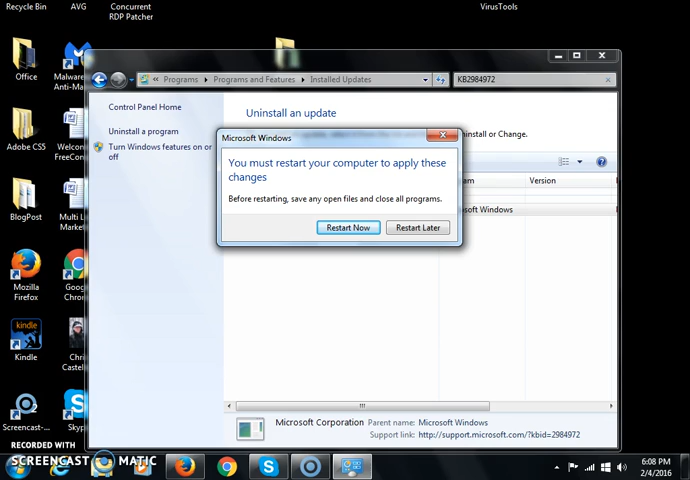 Recycle Bin
AVG
Concurrent
RDP Patcher
VirusTools
Office
Malware
Anti-Ma
Programs
Programs and Features
Installed Updates
KB2984972
Control Panel Home
Uninstall an update
Uninstall a program
Turn Windows features on or
off
ninstall or Change.
Adobe CS5
Welcom
FreeCon
Microsoft Windows
You must restart your computer to apply these
changes
Before restarting, save any open files and close all programs.
Restart Now
Restart Later
am
Version
soft Windows
BlogPost
Multi L
Market
Mozilla
Firefox
Goog
Chro
Kindle
kindle
Chri
Castell
Screencast-...
Skyp
Microsoft Corporation
Parent name: Microsoft Windows
Support link: http://support.microsoft.com/?kbid=2984972
RECORDED WITH
SCREENCAST MATIC
6:08 PM
2/4/2016